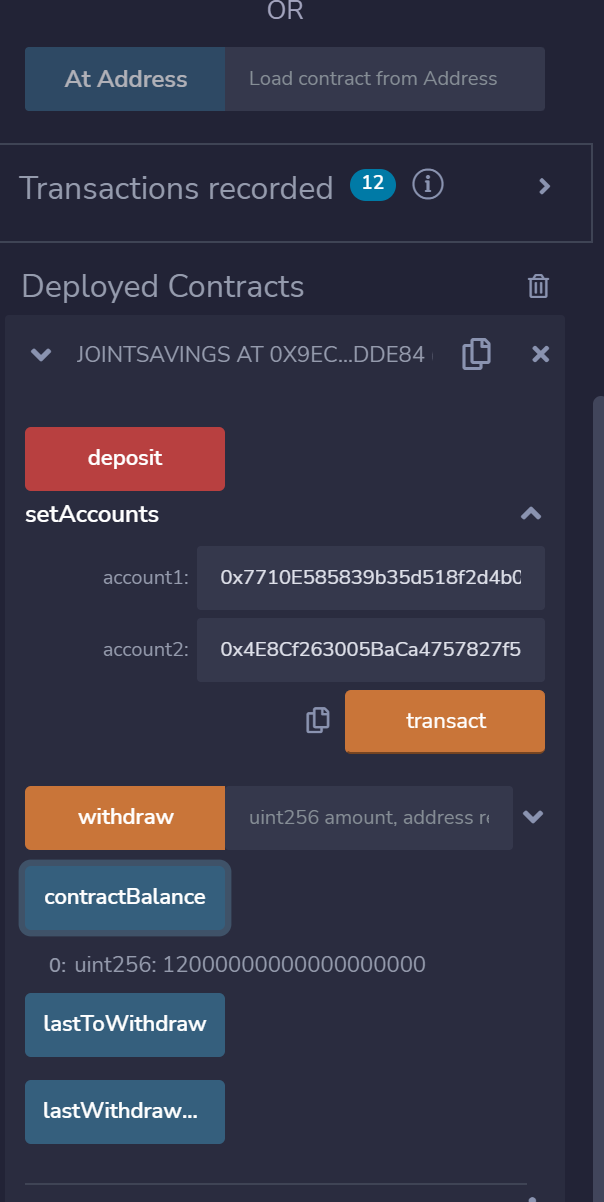 OR
At Address Load contract from Address
Transactions recorded 12 i
Deployed Contracts
JOINTSAVINGS AT 0X9EC...DDE84
deposit
setAccounts
account1: 0x7710E585839b35d518f2d4b0
account2: 0x4E8Cf263005BaCa4757827f5
transact
withdraw uint256 amount, address re
contractBalance
0: uint256: 12000000000000000000
lastToWithdraw
lastWithdraw...